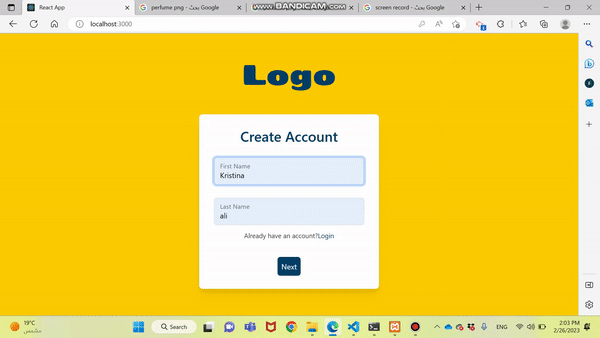 React App
perfume png - بحث Google
WWW.BANDICAM.COM
screen record - بحث Google
localhost:3000
Logo
Create Account
First Name
Kristina
Last Name
ali
Already have an account?Login
Next
19°C
مشمس
Search
ENG
2:03 PM
2/26/2023